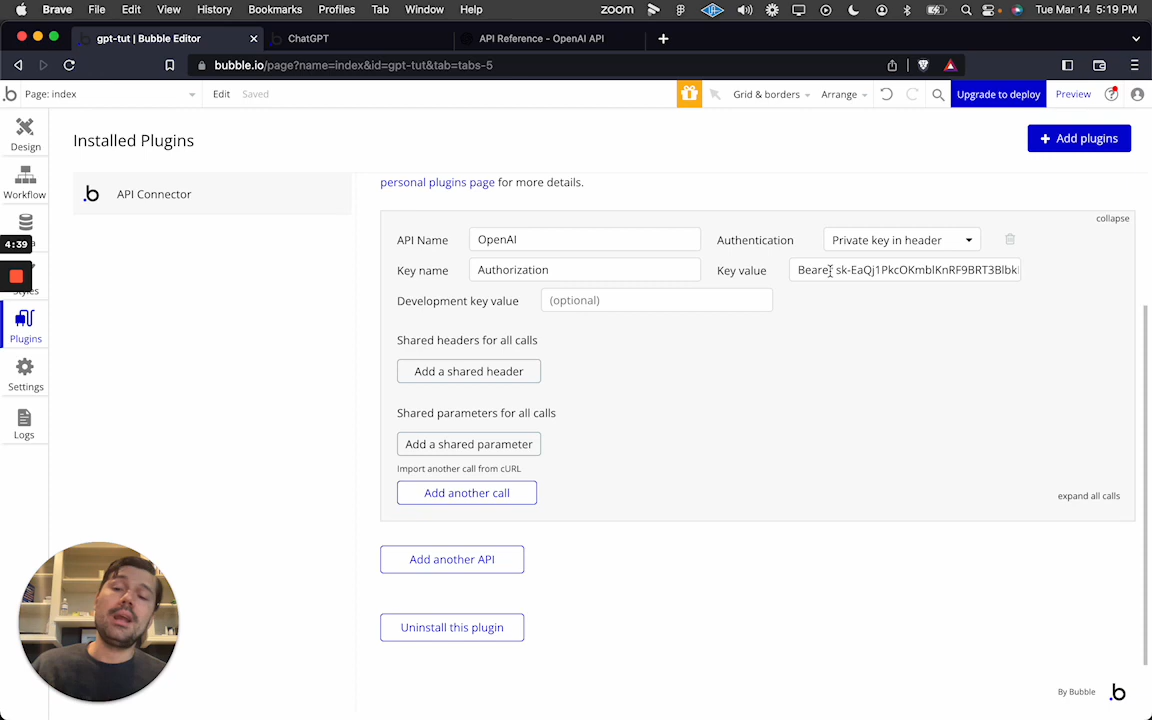 Brave File Edit View History Bookmarks Profiles Tab Window Help zoom Tue Mar 14 5:19 PM
gpt-tut | Bubble Editor ChatGPT API Reference - OpenAI API
bubble.io/page?name=index&id=gpt-tut&tab=tabs-5
Page: index Edit Saved Grid & borders Arrange Upgrade to deploy Preview
Design
Workflow
4:39
Styles
Plugins
Settings
Logs
Installed Plugins
Add plugins
API Connector
personal plugins page for more details.
collapse
API Name OpenAI Authentication Private key in header
Key name Authorization Key value Bearer
Development key value (optional)
Shared headers for all calls
Add a shared header
Shared parameters for all calls
Add a shared parameter
Import another call from cURL
Add another call
expand all calls
Add another API
Uninstall this plugin
By Bubble